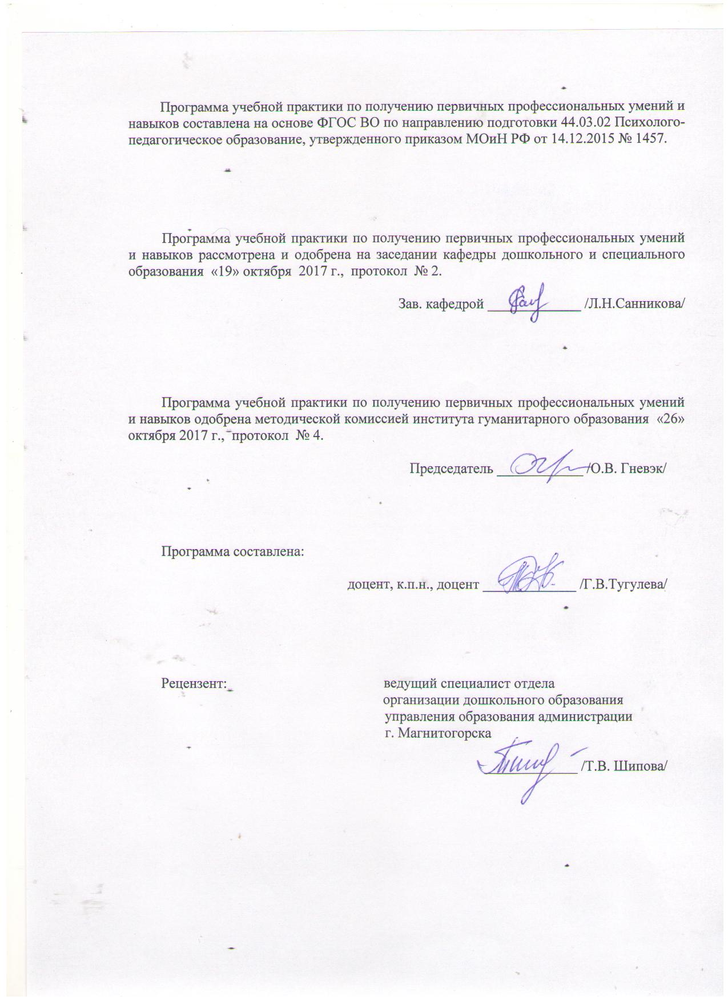 Программа учебной практики по получению первичных профессиональных умений и
навыков составлена на основе ФГОС ВО по направлению подготовки 44.03.02 Психолого-
педагогическое образование, утвержденного приказом МОиН РФ от 14.12.2015 № 1457.
Программа учебной практики по получению первичных профессиональных умений
и навыков рассмотрена и одобрена на заседании кафедры дошкольного и специального
образования «19» октября 2017 г., протокол № 2.
Зав. кафедрой _____________ /Л.Н.Санникова/
Программа учебной практики по получению первичных профессиональных умений
и навыков одобрена методической комиссией института гуманитарного образования «26»
октября 2017 г., протокол № 4.
Председатель ____________ /О.В. Гневэк/
Программа составлена:
доцент, к.п.н., доцент _____________ /Г.В.Тугулева/
Рецензент: ведущий специалист отдела
организации дошкольного образования
управления образования администрации
г. Магнитогорска
_____________ /Т.В. Шипова/